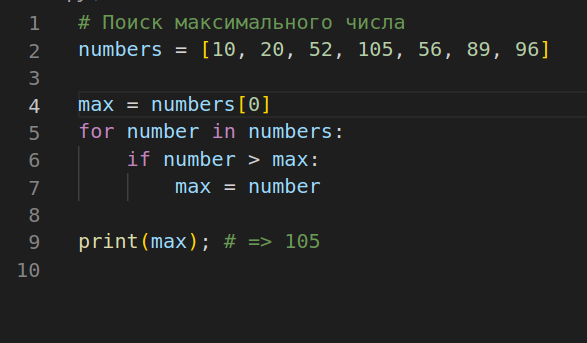 1 # Поиск максимального числа
2 numbers = [10, 20, 52, 105, 56, 89, 96]
3
4 max = numbers[0]
5 for number in numbers:
6     if number > max:
7         max = number
8
9 print(max); # => 105
10